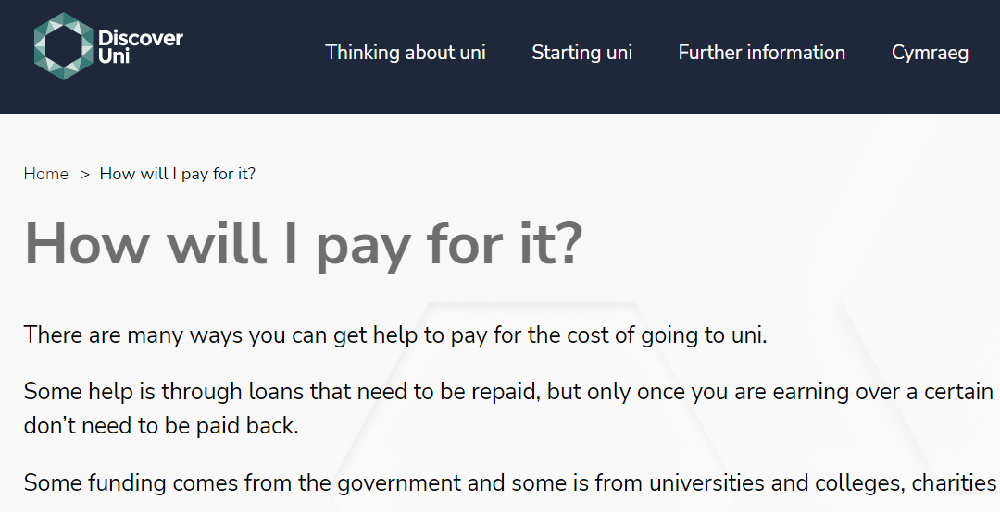 Discover
Uni
Thinking about uni
Starting uni
Further information
Cymraeg
Home > How will I pay for it?
How will I pay for it?
There are many ways you can get help to pay for the cost of going to uni.
Some help is through loans that need to be repaid, but only once you are earning over a certain
don’t need to be paid back.
Some funding comes from the government and some is from universities and colleges, charities